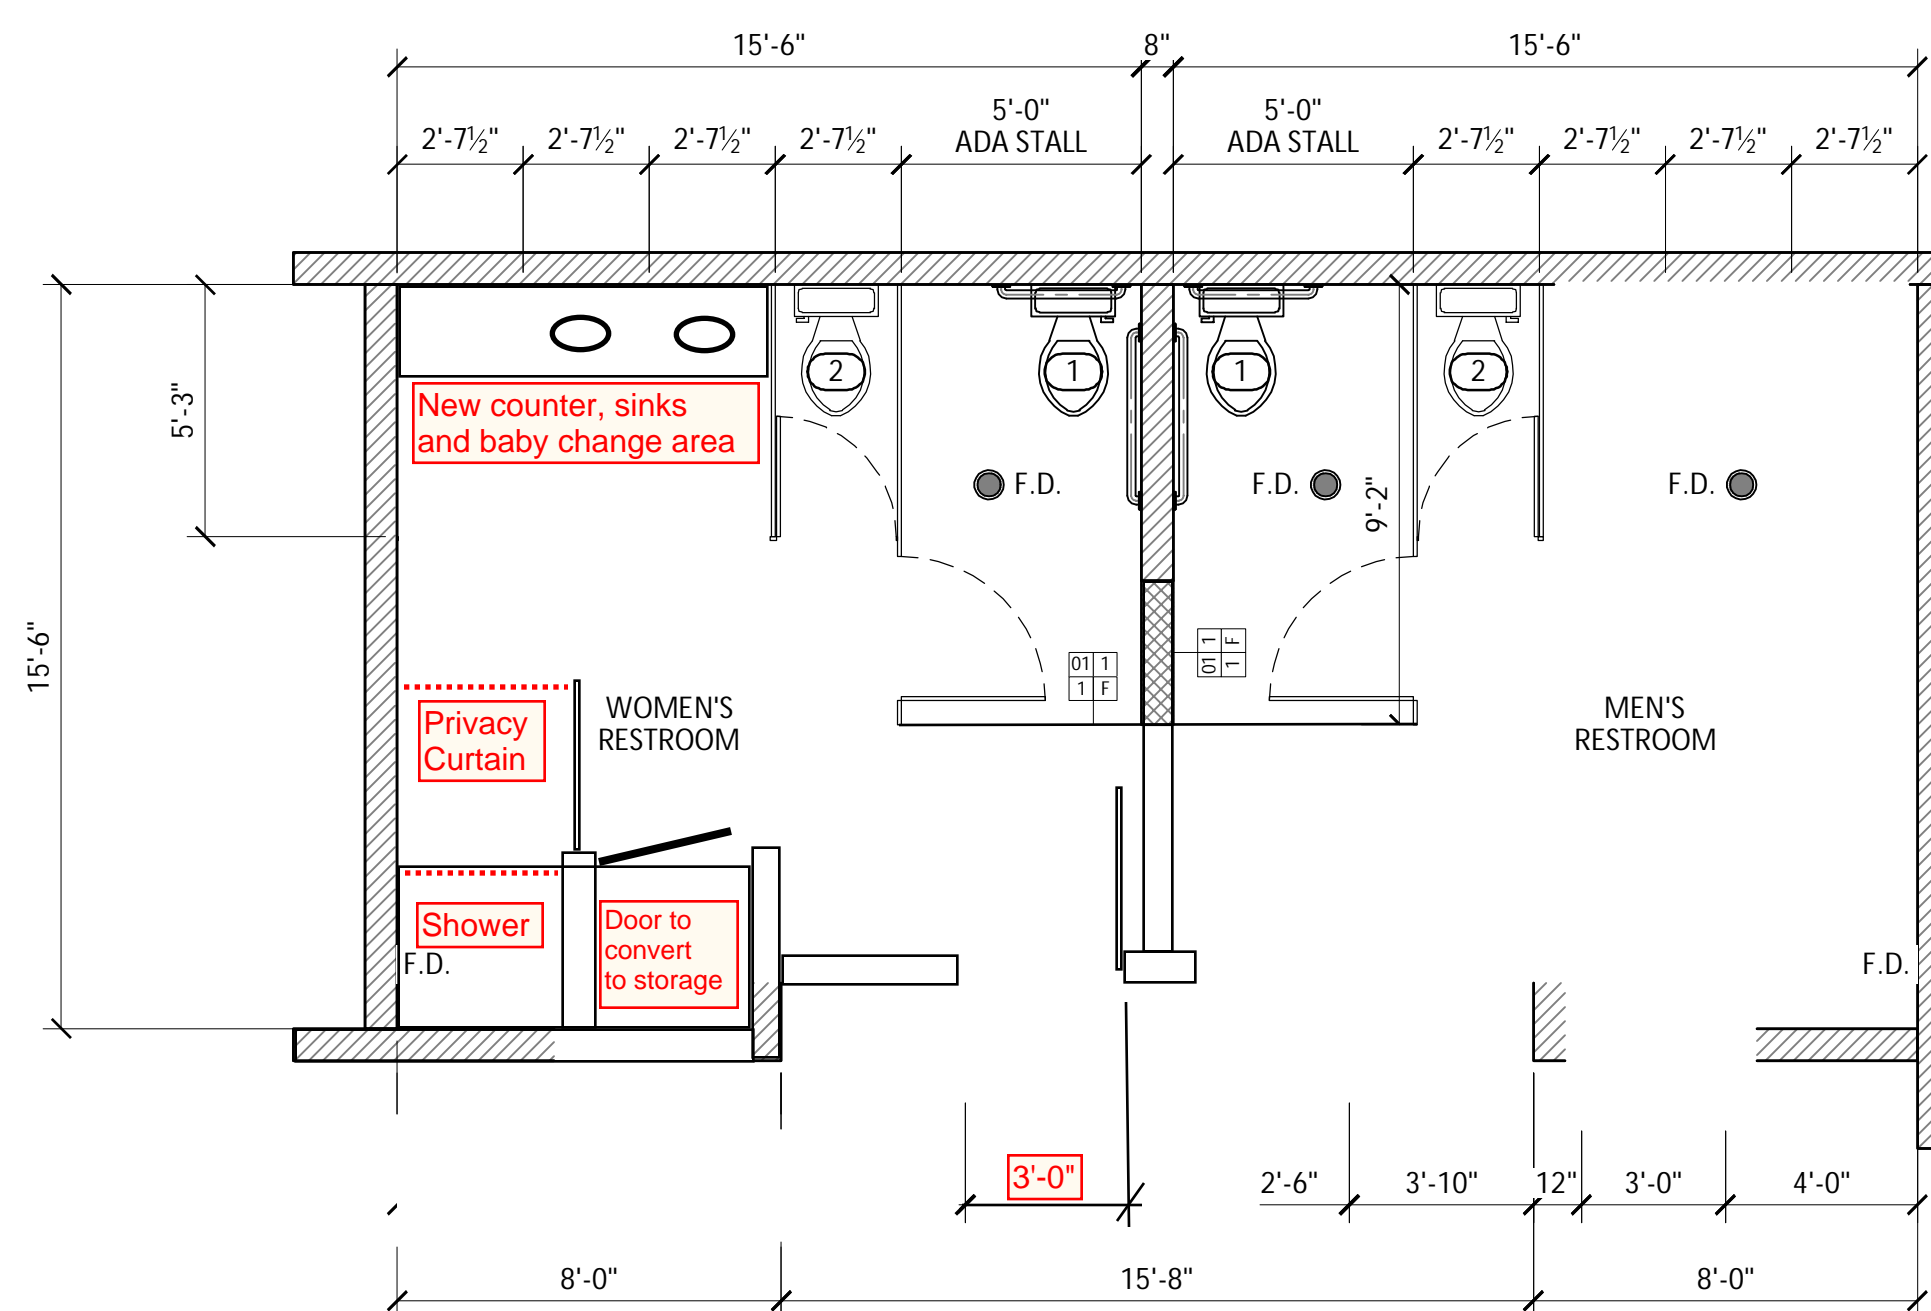 15'-6"
8"
15'-6"
5'-0"
ADA STALL
5'-0"
ADA STALL
2'-7½"
2'-7½"
2'-7½"
2'-7½"
2'-7½"
2'-7½"
2'-7½"
2'-7½"
2
1
1
2
New counter, sinks
and baby change area
5'-3"
F.D.
F.D.
9'-2"
F.D.
15'-6"
01 1
1 F
01 1
1 F
Privacy
Curtain
WOMEN'S
RESTROOM
MEN'S
RESTROOM
Shower
F.D.
Door to
convert
to storage
F.D.
3'-0"
2'-6"
3'-10"
12"
3'-0"
4'-0"
8'-0"
15'-8"
8'-0"